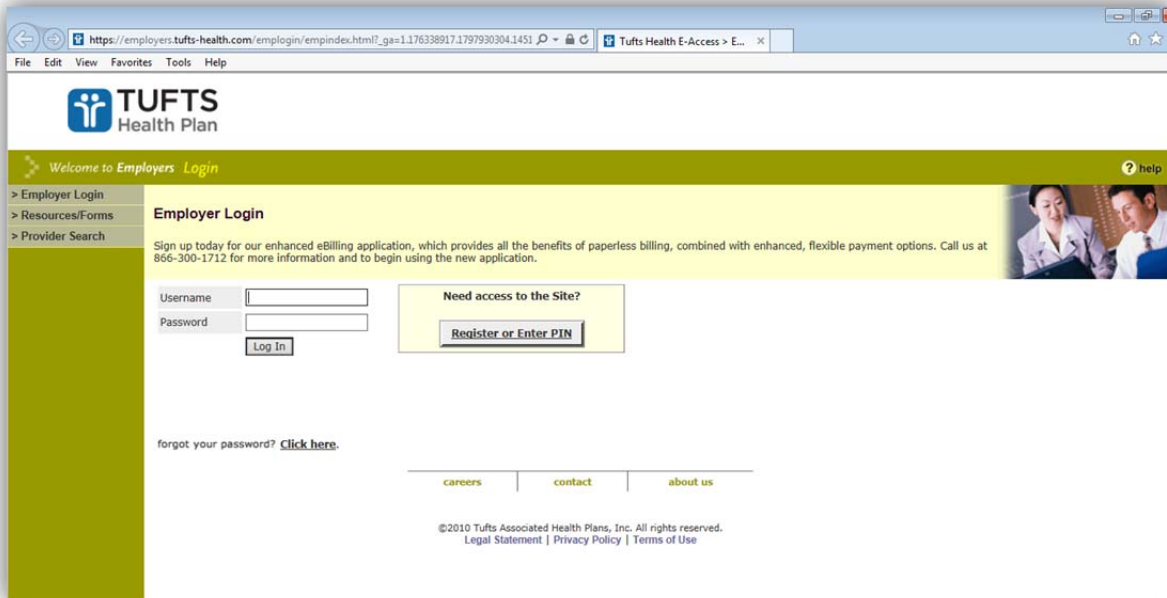 https://employers.tufts-health.com/emplogin/empindex.html?_ga=1.176338917.1797930304.1451
Tufts Health E-Access > E...
File Edit View Favorites Tools Help
TUFTS
Health Plan
Welcome to Employers Login
help
> Employer Login
> Resources/Forms
> Provider Search
Employer Login
Sign up today for our enhanced eBilling application, which provides all the benefits of paperless billing, combined with enhanced, flexible payment options. Call us at
866-300-1712 for more information and to begin using the new application.
Username
Password
Log In
Need access to the Site?
Register or Enter PIN
forgot your password? Click here.
careers contact about us
©2010 Tufts Associated Health Plans, Inc. All rights reserved.
Legal Statement | Privacy Policy | Terms of Use